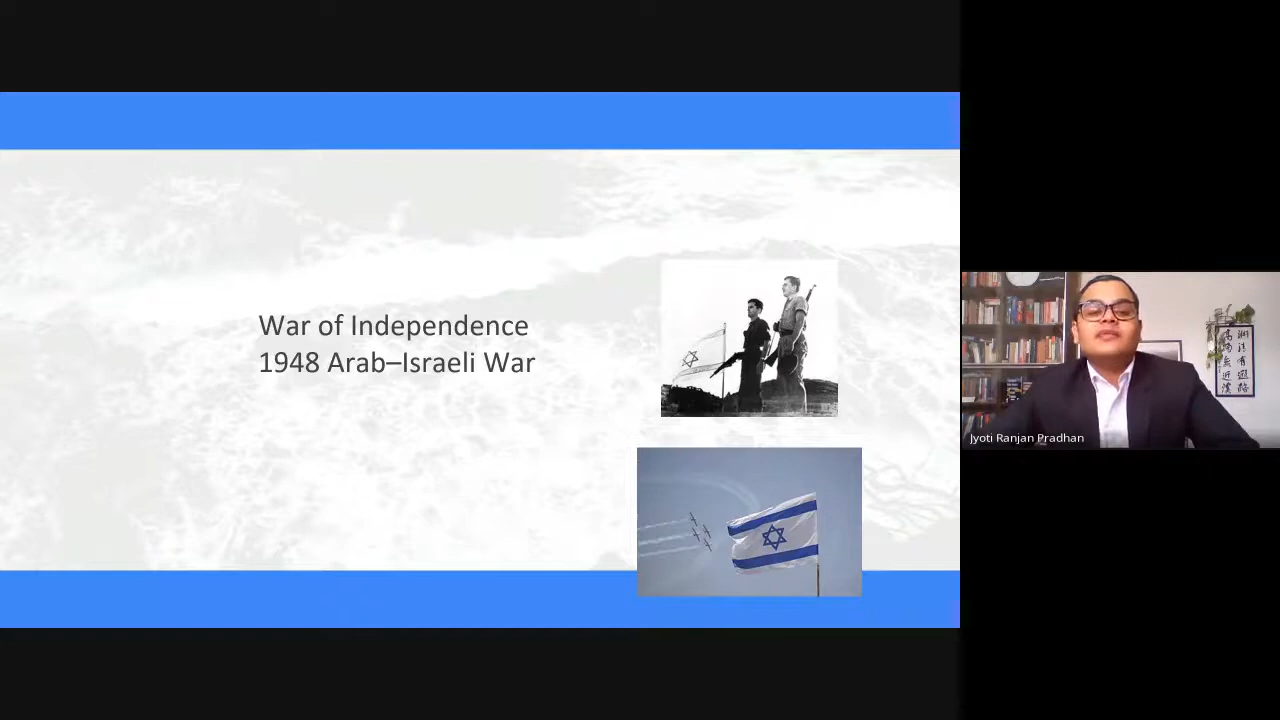 War of Independence
1948 Arab–Israeli War
Jyoti Ranjan Pradhan